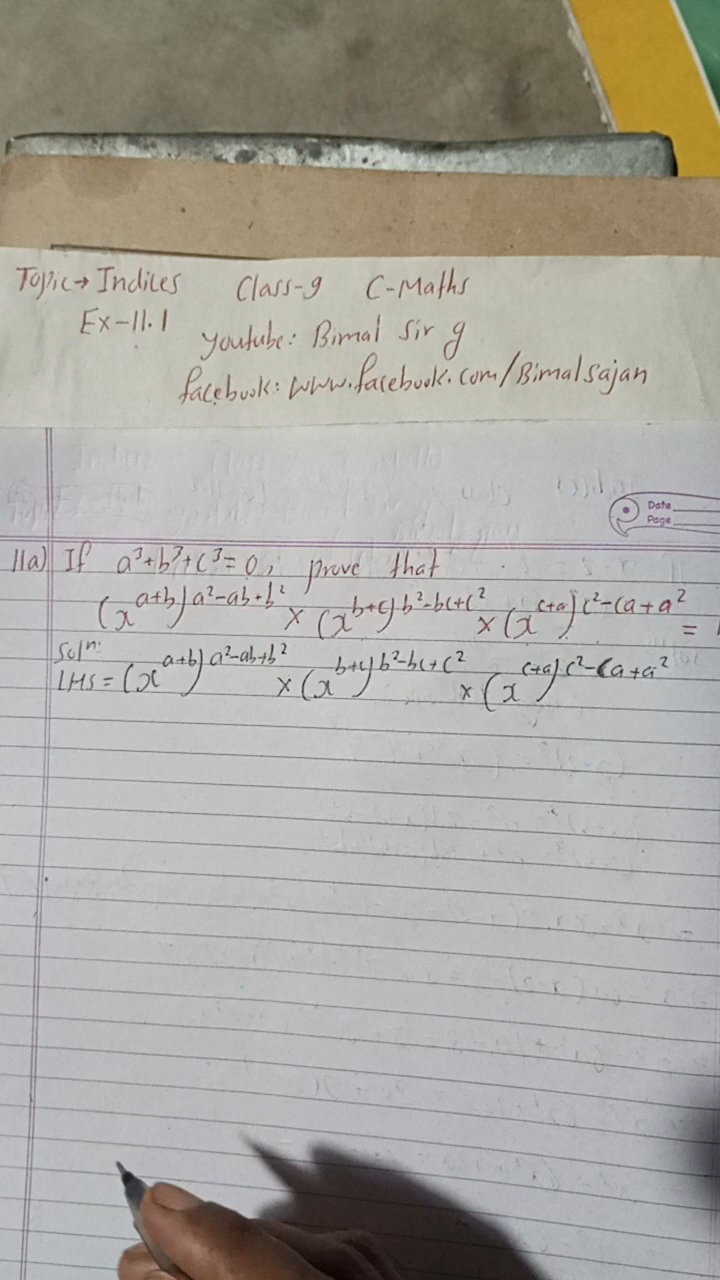 Topic→ Indices Class-9 C-Maths
Ex-11.1
youtube: Bimal Sir g
facebook: www.facebook.com/Bimalsajan
Date
Page
11a) If a³+b³+c³=0, prove that
(x^a+b)^a²-ab+b² × (x^b+c)^b²-bc+c² × (x^c+a)^c²-ca+a² =
Solⁿ:
LHS = (x^a+b)^a²-ab+b² × (x^b+c)^b²-bc+c² × (x^c+a)^c²-ca+a²